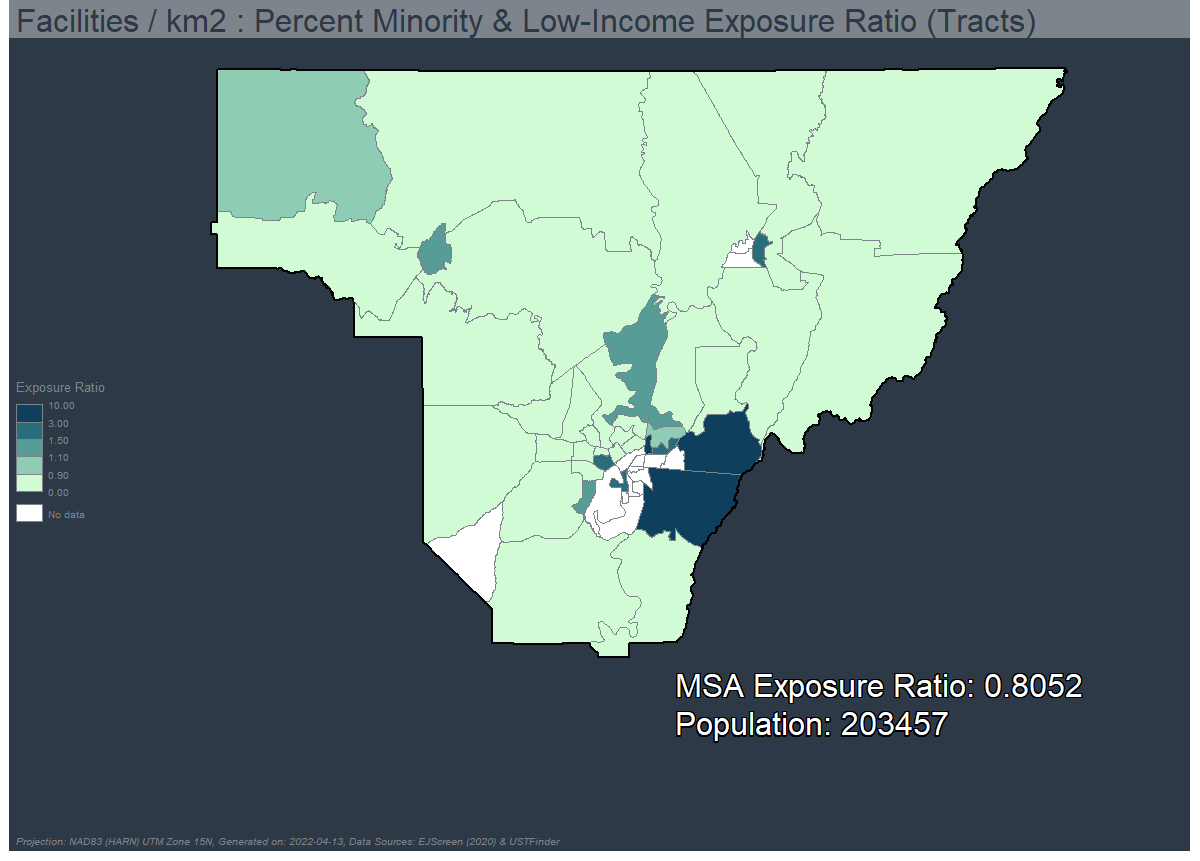 Facilities / km2 : Percent Minority & Low-Income Exposure Ratio (Tracts)
Exposure Ratio
10.00
3.00
1.50
1.10
0.90
0.00
No data
MSA Exposure Ratio: 0.8052
Population: 203457
Projection: NAD83 (HARN) UTM Zone 15N, Generated on: 2022-04-13, Data Sources: EJScreen (2020) & USTFinder